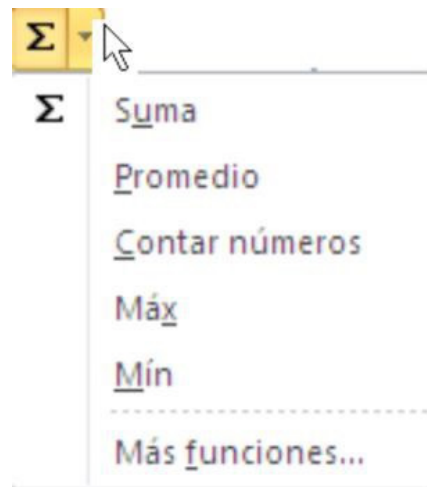 Σ
Σ Suma
Promedio
Contar números
Máx
Mín
Más funciones...